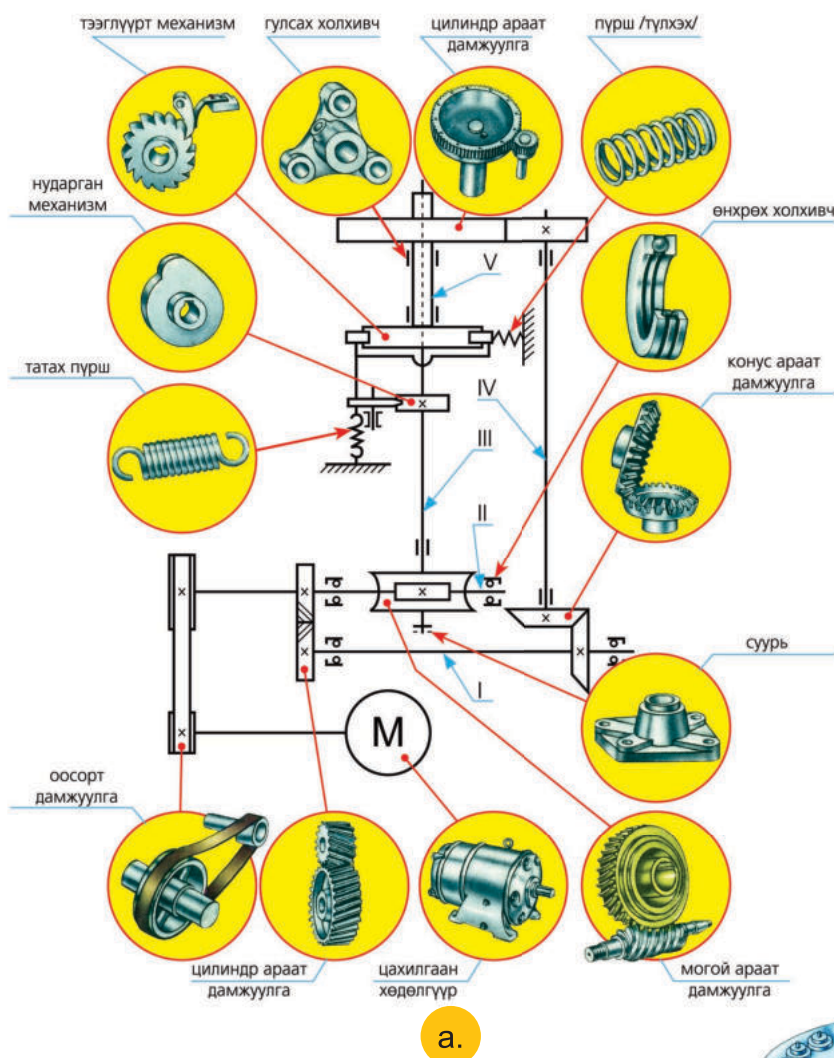 тээглүүрт механизм
гулсах холхивч
цилиндр араат
дамжуулга
пүрш /түлхэх/
нударган
механизм
өнхрөх холхивч
V
татах пүрш
конус араат
дамжуулга
IV
III
II
I
суурь
M
оосорт
дамжуулга
цилиндр араат
дамжуулга
цахилгаан
хөдөлгүүр
могой араат
дамжуулга
а.